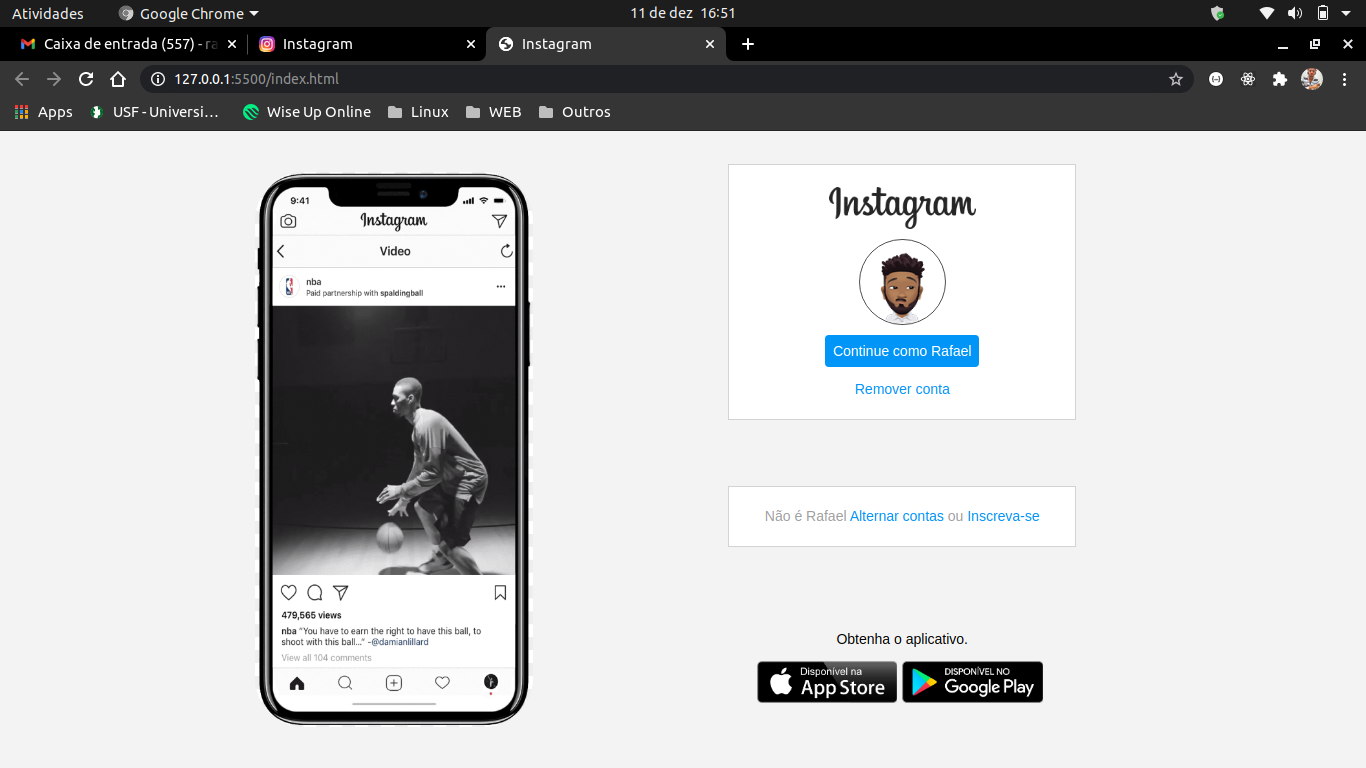 Atividades
Google Chrome
11 de dez 16:51
Caixa de entrada (557) - ra
Instagram
Instagram
127.0.0.1:5500/index.html
Apps
USF - Universi…
Wise Up Online
Linux
WEB
Outros
9:41
Instagram
Video
nba
Paid partnership with spaldingball
479,565 views
nba "You have to earn the right to have this ball, to
shoot with this ball..." -@damianlillard
View all 104 comments
Instagram
Continue como Rafael
Remover conta
Não é Rafael Alternar contas ou Inscreva-se
Obtenha o aplicativo.
Disponível na
App Store
DISPONÍVEL NO
Google Play